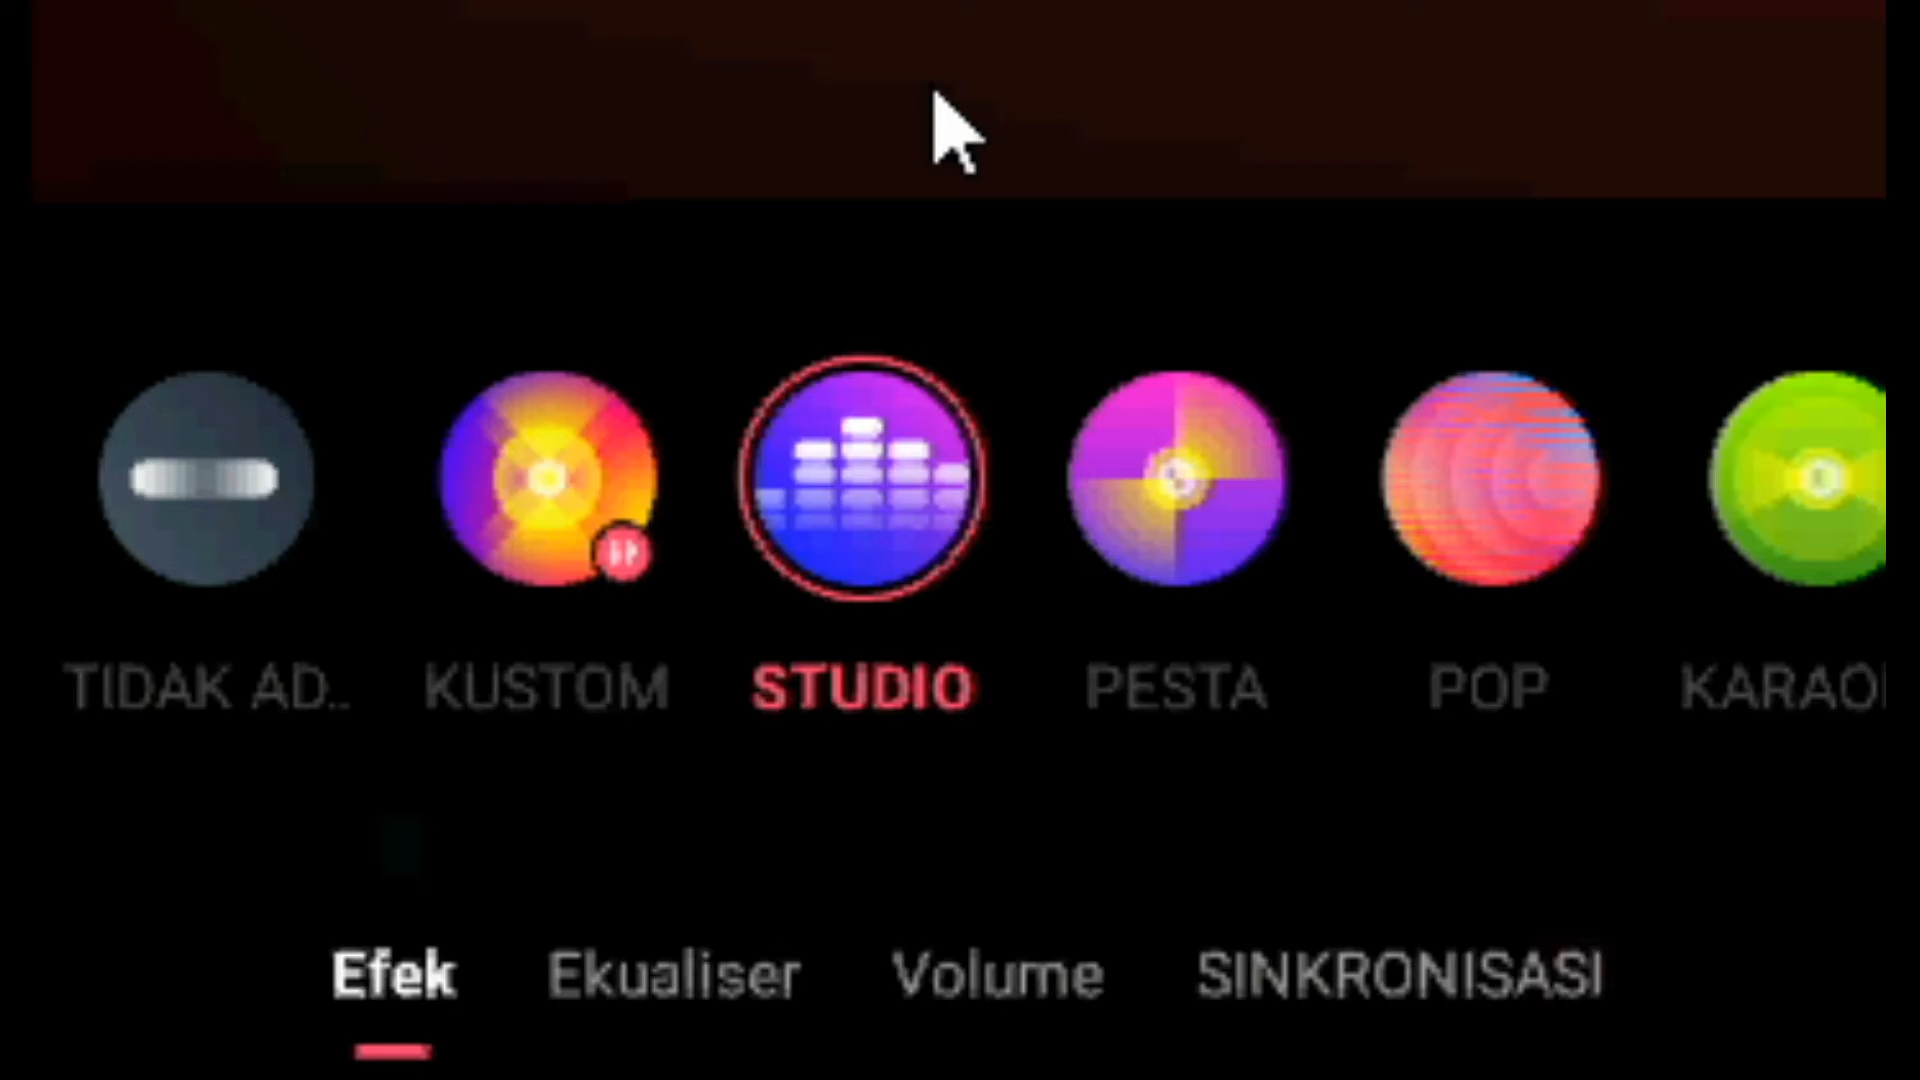 TIDAK AD.. KUSTOM STUDIO PESTA POP KARAO
Efek Ekualiser Volume SINKRONISASI